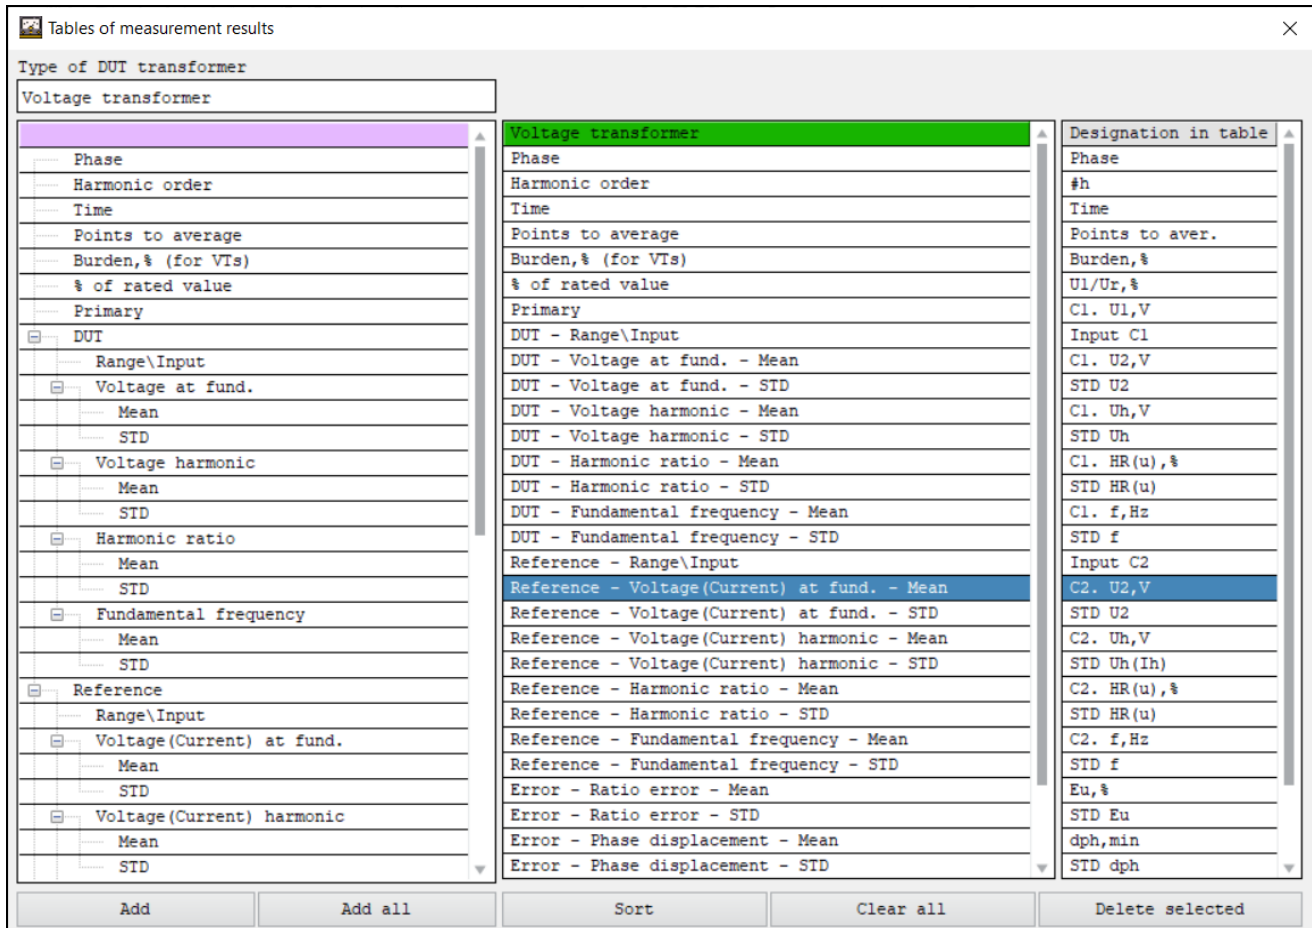 Tables of measurement results
Type of DUT transformer
Voltage transformer
Phase
Harmonic order
Time
Points to average
Burden,% (for VTs)
% of rated value
Primary
DUT
Range\Input
Voltage at fund.
Mean
STD
Voltage harmonic
Mean
STD
Harmonic ratio
Mean
STD
Fundamental frequency
Mean
STD
Reference
Range\Input
Voltage(Current) at fund.
Mean
STD
Voltage(Current) harmonic
Mean
STD
Voltage transformer
Phase
Harmonic order
Time
Points to average
Burden,% (for VTs)
% of rated value
Primary
DUT - Range\Input
DUT - Voltage at fund. - Mean
DUT - Voltage at fund. - STD
DUT - Voltage harmonic - Mean
DUT - Voltage harmonic - STD
DUT - Harmonic ratio - Mean
DUT - Harmonic ratio - STD
DUT - Fundamental frequency - Mean
DUT - Fundamental frequency - STD
Reference - Range\Input
Reference - Voltage(Current) at fund. - Mean
Reference - Voltage(Current) at fund. - STD
Reference - Voltage(Current) harmonic - Mean
Reference - Voltage(Current) harmonic - STD
Reference - Harmonic ratio - Mean
Reference - Harmonic ratio - STD
Reference - Fundamental frequency - Mean
Reference - Fundamental frequency - STD
Error - Ratio error - Mean
Error - Ratio error - STD
Error - Phase displacement - Mean
Error - Phase displacement - STD
Designation in table
Phase
#h
Time
Points to aver.
Burden,%
U1/Ur,%
C1. U1,V
Input C1
C1. U2,V
STD U2
C1. Uh,V
STD Uh
C1. HR(u),%
STD HR(u)
C1. f,Hz
STD f
Input C2
C2. U2,V
STD U2
C2. Uh,V
STD Uh(Ih)
C2. HR(u),%
STD HR(u)
C2. f,Hz
STD f
Eu,%
STD Eu
dph,min
STD dph
Add
Add all
Sort
Clear all
Delete selected